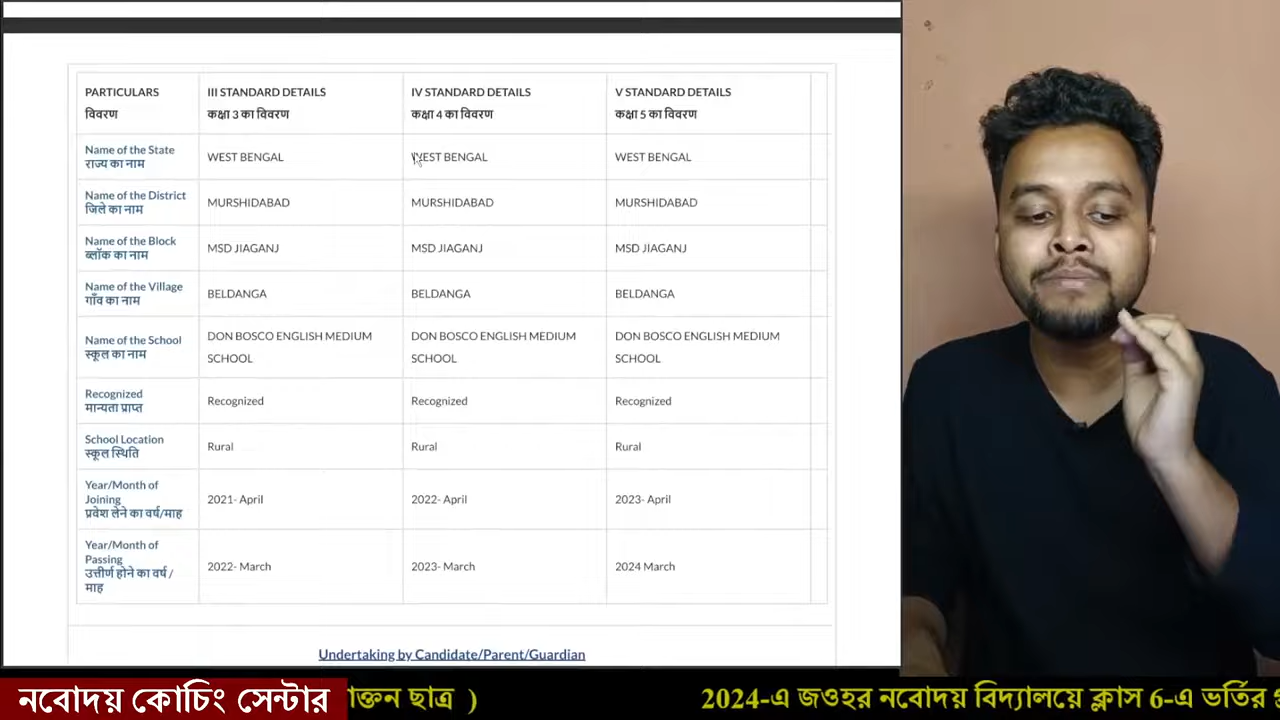 PARTICULARS
विवरण
III STANDARD DETAILS
कक्षा 3 का विवरण
IV STANDARD DETAILS
कक्षा 4 का विवरण
V STANDARD DETAILS
कक्षा 5 का विवरण
Name of the State
राज्य का नाम
WEST BENGAL
WEST BENGAL
WEST BENGAL
Name of the District
जिले का नाम
MURSHIDABAD
MURSHIDABAD
MURSHIDABAD
Name of the Block
ब्लॉक का नाम
MSD JIAGANJ
MSD JIAGANJ
MSD JIAGANJ
Name of the Village
गाँव का नाम
BELDANGA
BELDANGA
BELDANGA
Name of the School
स्कूल का नाम
DON BOSCO ENGLISH MEDIUM
SCHOOL
DON BOSCO ENGLISH MEDIUM
SCHOOL
DON BOSCO ENGLISH MEDIUM
SCHOOL
Recognized
मान्यता प्राप्त
Recognized
Recognized
Recognized
School Location
स्कूल स्थिति
Rural
Rural
Rural
Year/Month of
Joining
प्रवेश लेने का वर्ष/माह
2021- April
2022- April
2023- April
Year/Month of
Passing
उत्तीर्ण होने का वर्ष /
माह
2022- March
2023- March
2024 March
Undertaking by Candidate/Parent/Guardian
নবোদয় কোচিং সেন্টার
াক্তন ছাত্র )
2024-এ জওহর নবোদয় বিদ্যালয়ে ক্লাস 6-এ ভর্তির